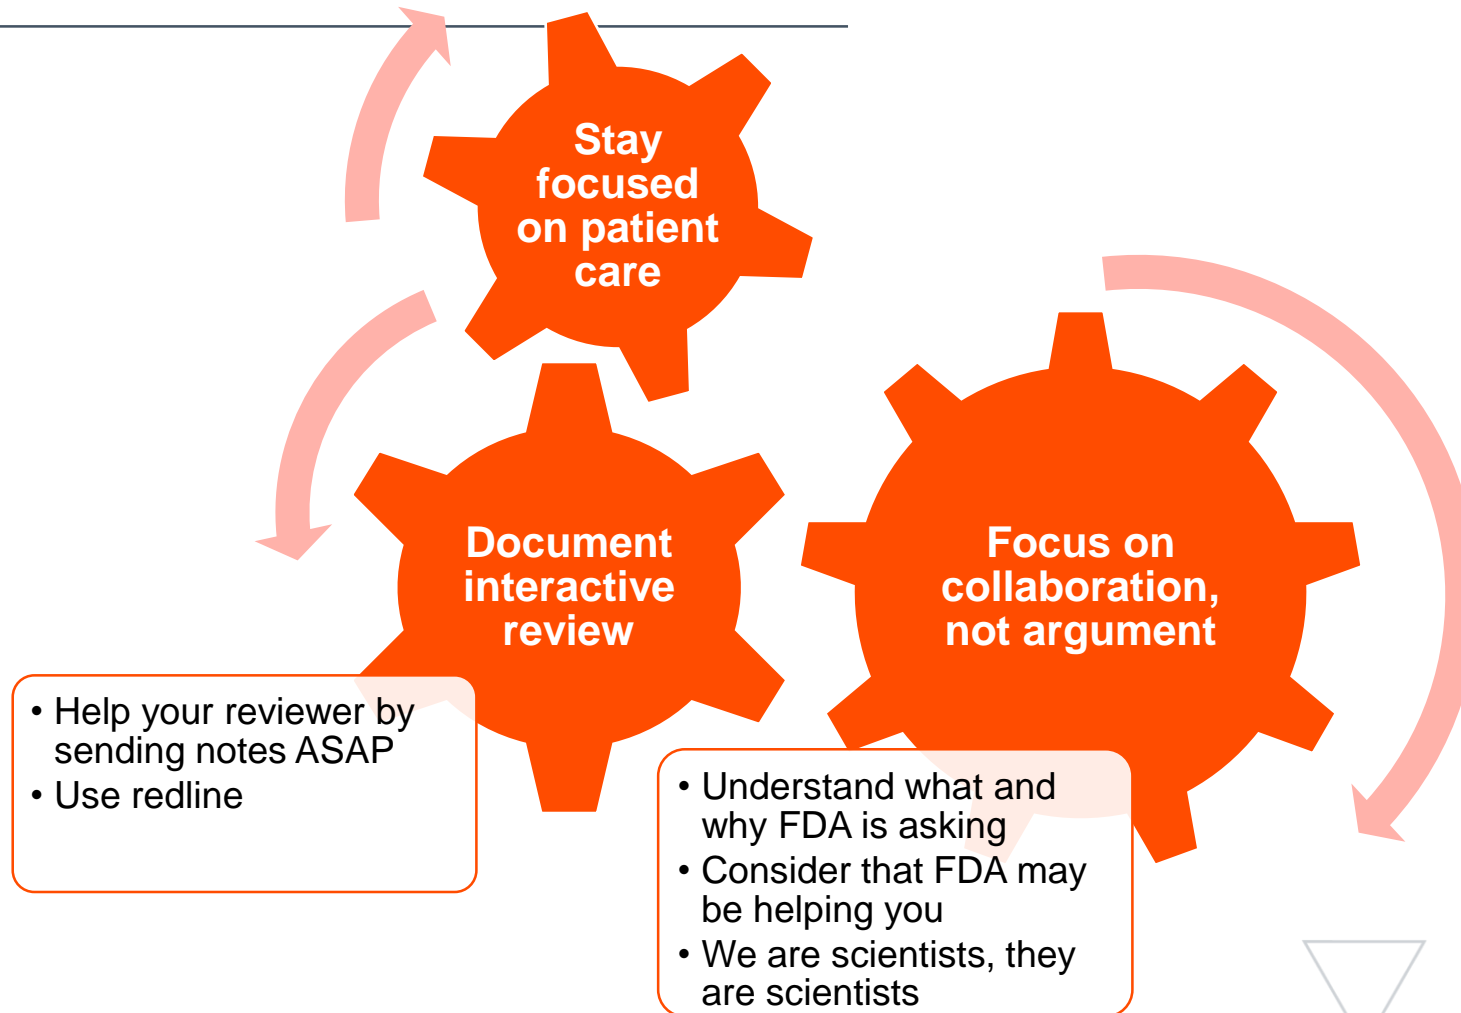 Stay
focused
on patient
care
Document
interactive
review
• Help your reviewer by
sending notes ASAP
• Use redline
Focus on
collaboration,
not argument
• Understand what and
why FDA is asking
• Consider that FDA may
be helping you
• We are scientists, they
are scientists